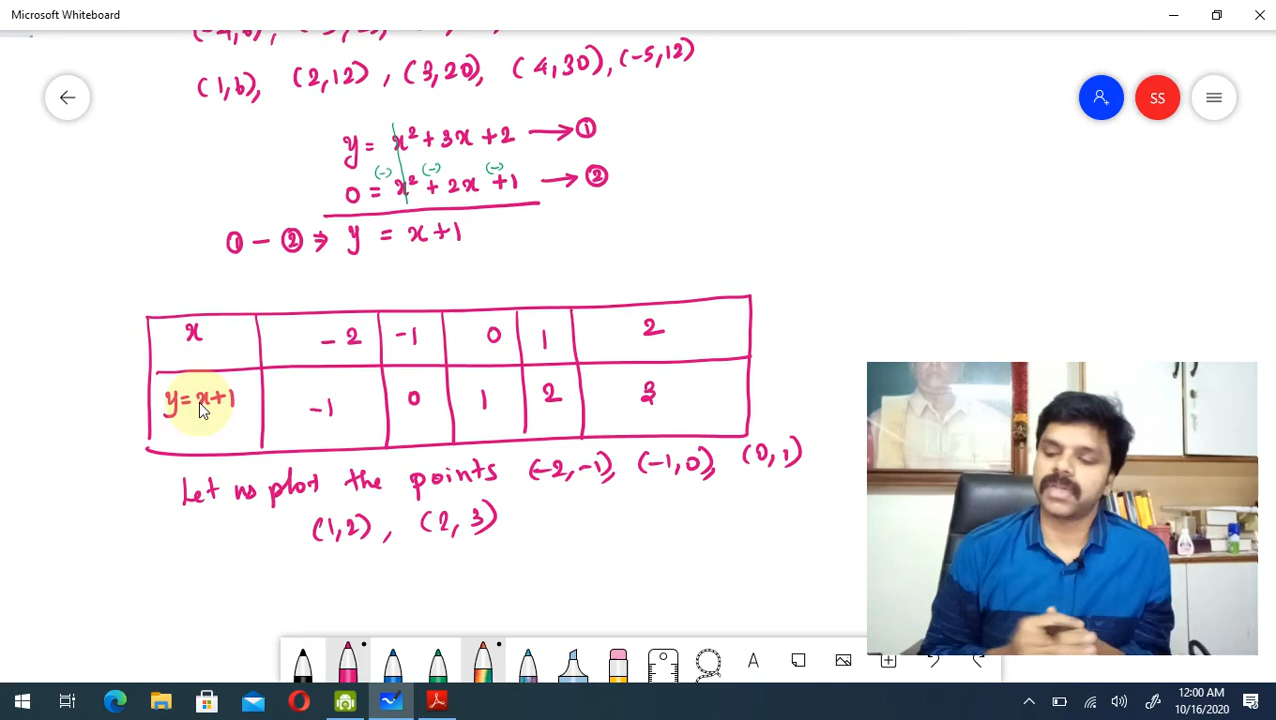 Microsoft Whiteboard
SS
(1,6), (2,12), (3,20), (4,30), (-5,12)
y = x² + 3x + 2 → ①
(-) (-) (-)
0 = x² + 2x + 1 → ②
① - ② ⇒ y = x+1
x -2 -1 0 1 2
y=x+1 -1 0 1 2 3
Let us plot the points (-2,-1), (-1,0), (0,1)
(1,2), (2,3)
A
12:00 AM
10/16/2020